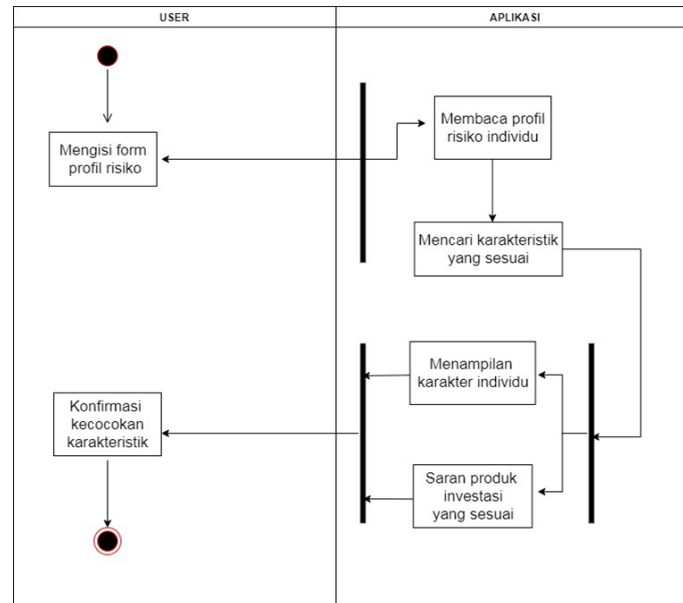 USER
APLIKASI
Mengisi form
profil risiko
Membaca profil
risiko individu
Mencari karakteristik
yang sesuai
Menampilan
karakter individu
Konfirmasi
kecocokan
karakteristik
Saran produk
investasi
yang sesuai